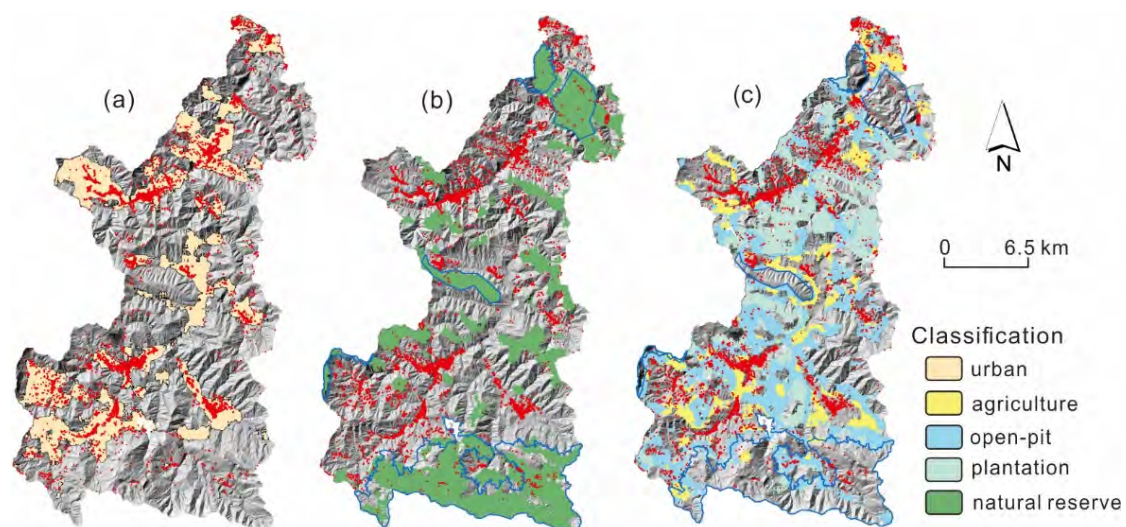 (a)
(b)
(c)
N
0 6.5 km
Classification
urban
agriculture
open-pit
plantation
natural reserve